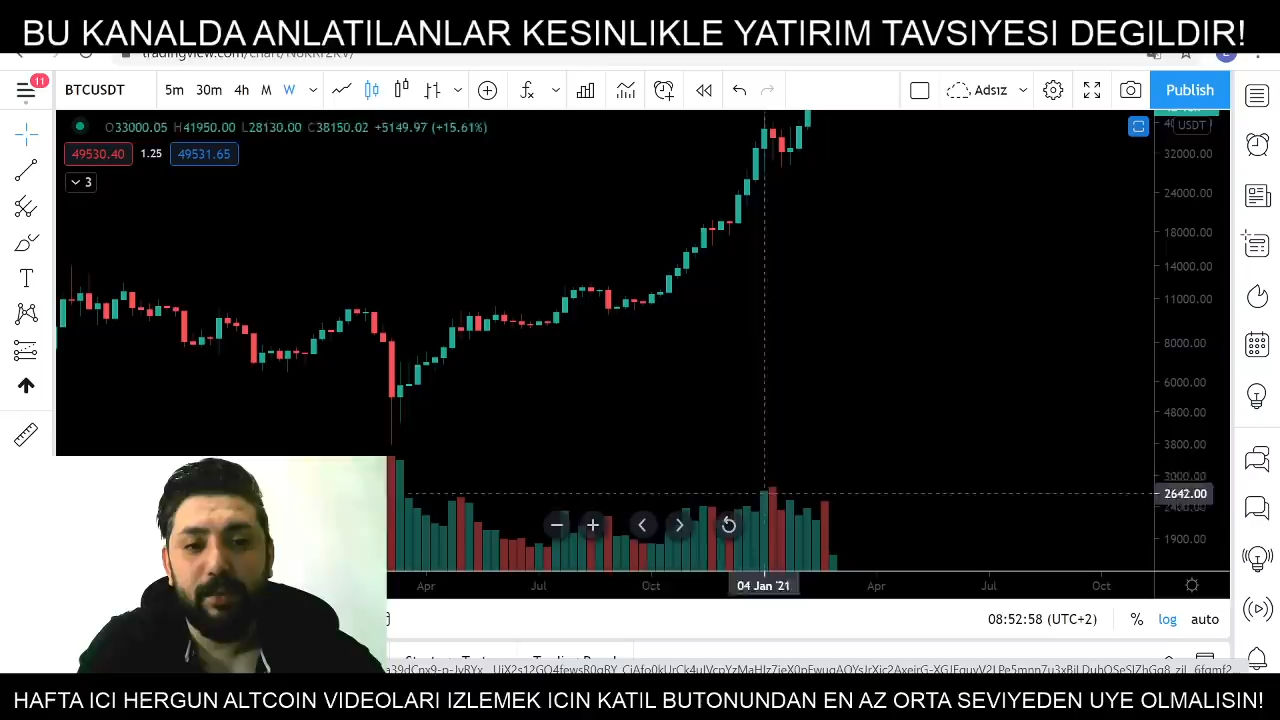 BU KANALDA ANLATILANLAR KESINLIKLE YATIRIM TAVSIYESI DEGILDIR!
11 BTCUSDT 5m 30m 4h M W Adsız Publish
O33000.05 H41950.00 L28130.00 C38150.02 +5149.97 (+15.61%) USDT
49530.40 1.25 49531.65 32000.00
3
24000.00
18000.00
14000.00
11000.00
8000.00
6000.00
4800.00
3800.00
3000.00
2642.00
2400.00
1900.00
Apr Jul Oct 04 Jan '21 Apr Jul Oct
08:52:58 (UTC+2) % log auto
HAFTA ICI HERGUN ALTCOIN VIDEOLARI IZLEMEK ICIN KATIL BUTONUNDAN EN AZ ORTA SEVIYEDEN UYE OLMALISIN!